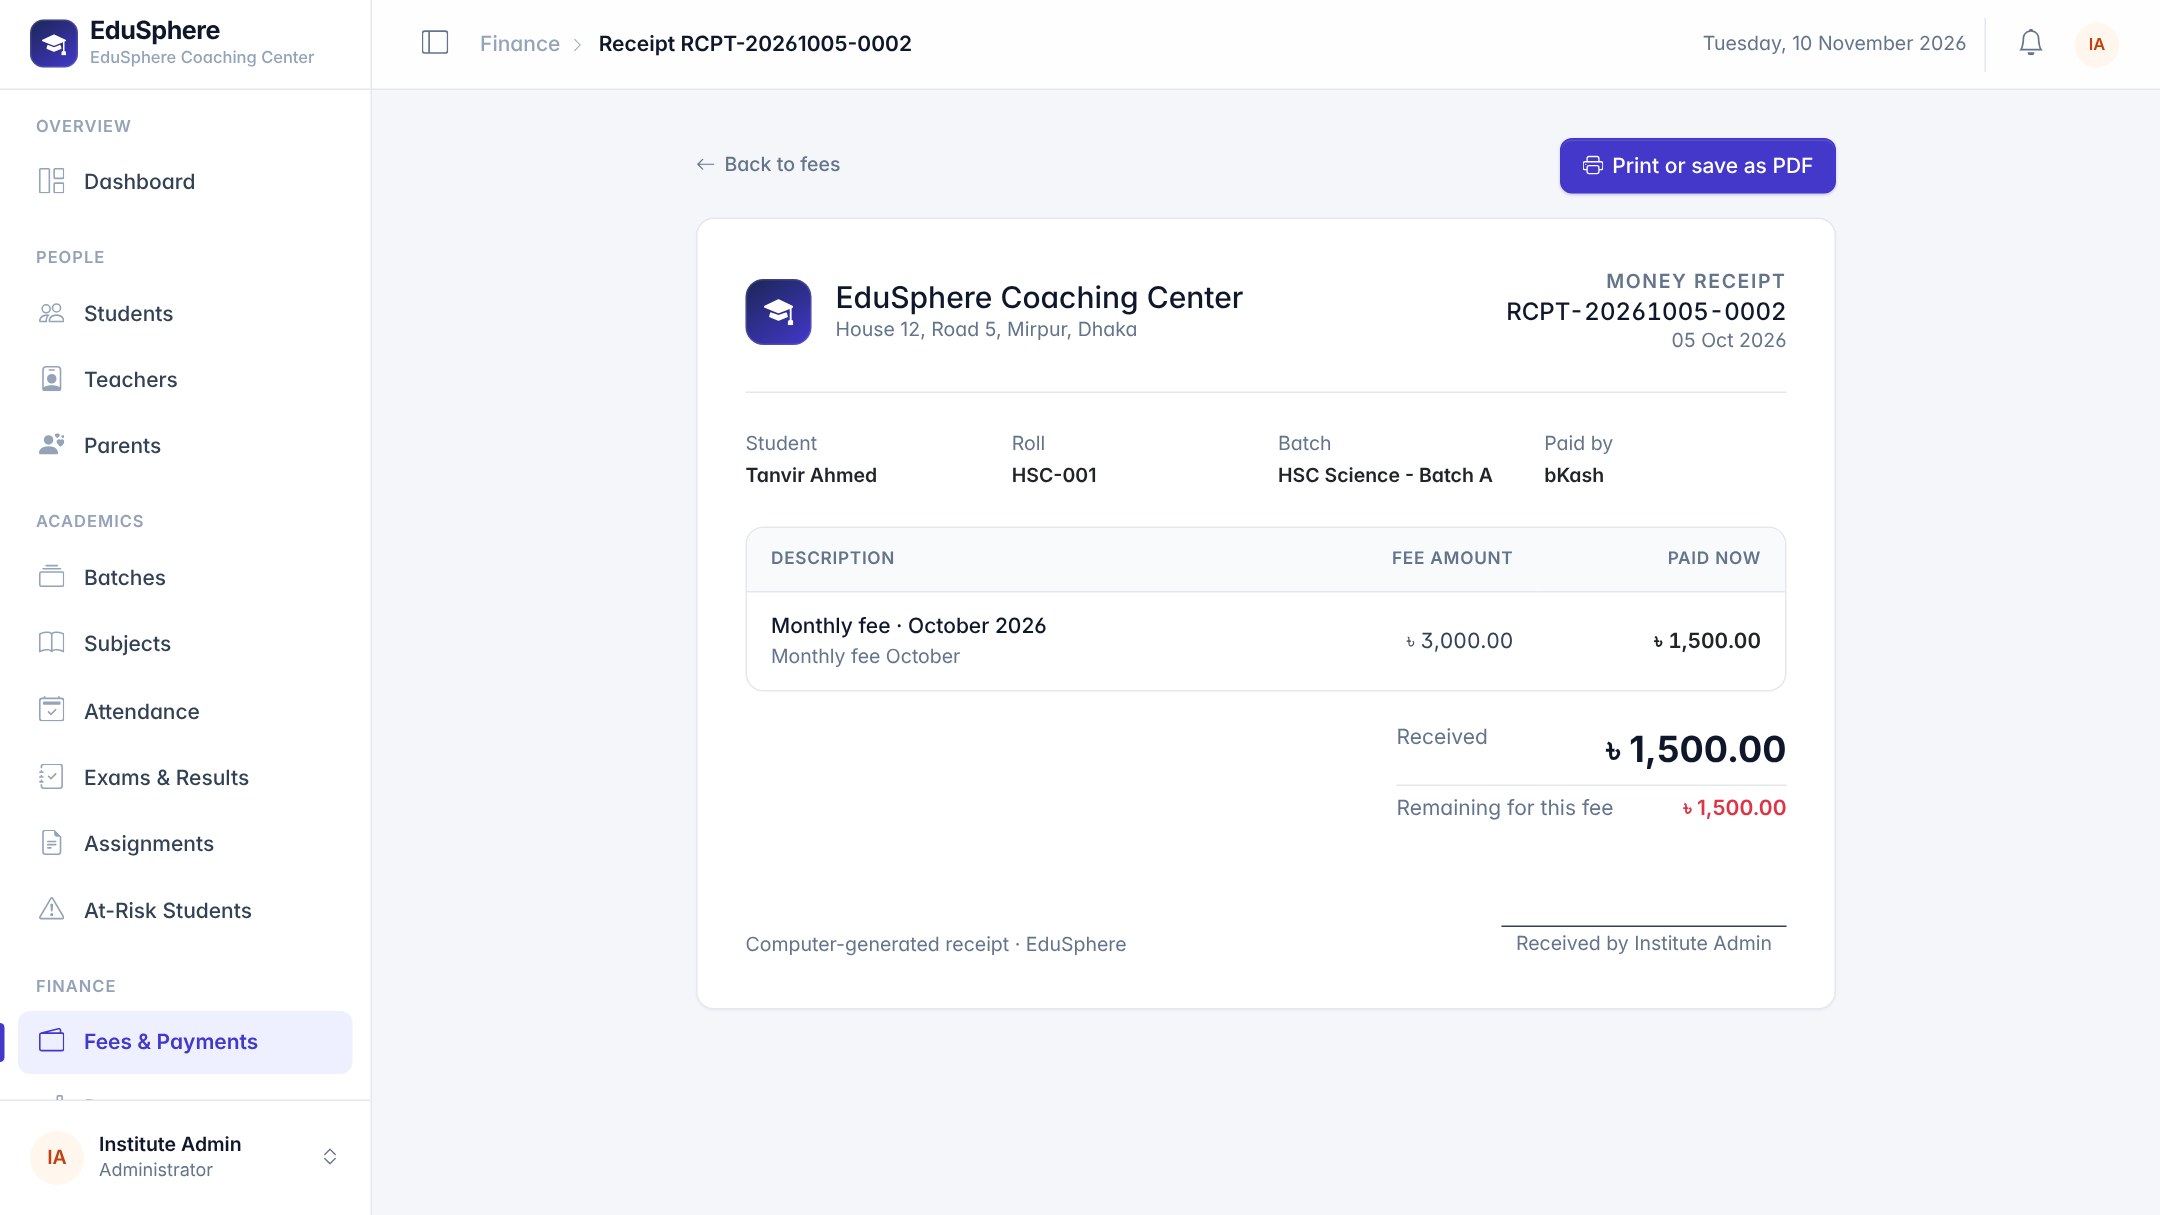 EduSphere
EduSphere Coaching Center
OVERVIEW
Dashboard
PEOPLE
Students
Teachers
Parents
ACADEMICS
Batches
Subjects
Attendance
Exams & Results
Assignments
At-Risk Students
FINANCE
Fees & Payments
IA
Institute Admin
Administrator
Finance
Receipt RCPT-20261005-0002
Tuesday, 10 November 2026
IA
Back to fees
Print or save as PDF
EduSphere Coaching Center
House 12, Road 5, Mirpur, Dhaka
MONEY RECEIPT
RCPT-20261005-0002
05 Oct 2026
Student Roll Batch Paid by
Tanvir Ahmed HSC-001 HSC Science - Batch A bKash
DESCRIPTION FEE AMOUNT PAID NOW
Monthly fee · October 2026
Monthly fee October
৳ 3,000.00 ৳ 1,500.00
Received ৳ 1,500.00
Remaining for this fee ৳ 1,500.00
Computer-generated receipt · EduSphere
Received by Institute Admin